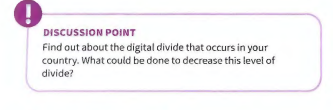 !
DISCUSSION POINT
Find out about the digital divide that occurs in your
country. What could be done to decrease this level of
divide?